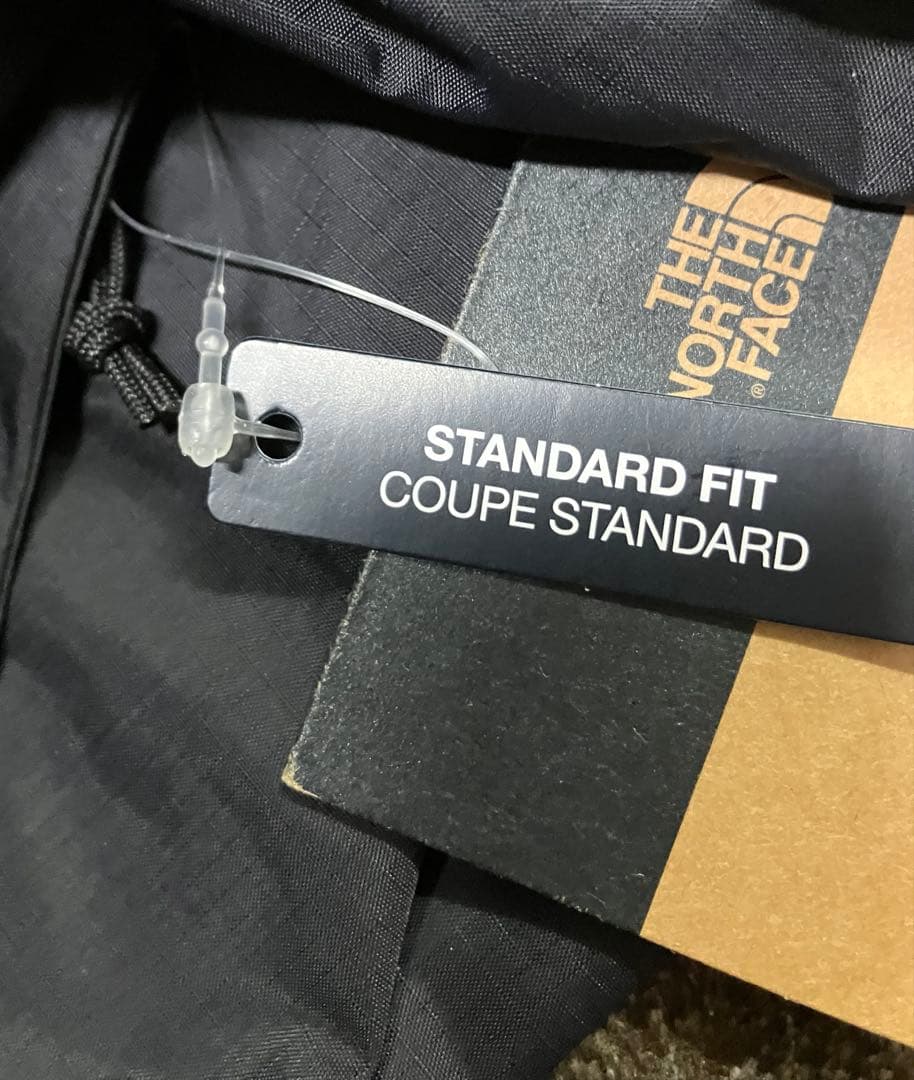 THE
NORTH
FACE
®
STANDARD FIT
COUPE STANDARD